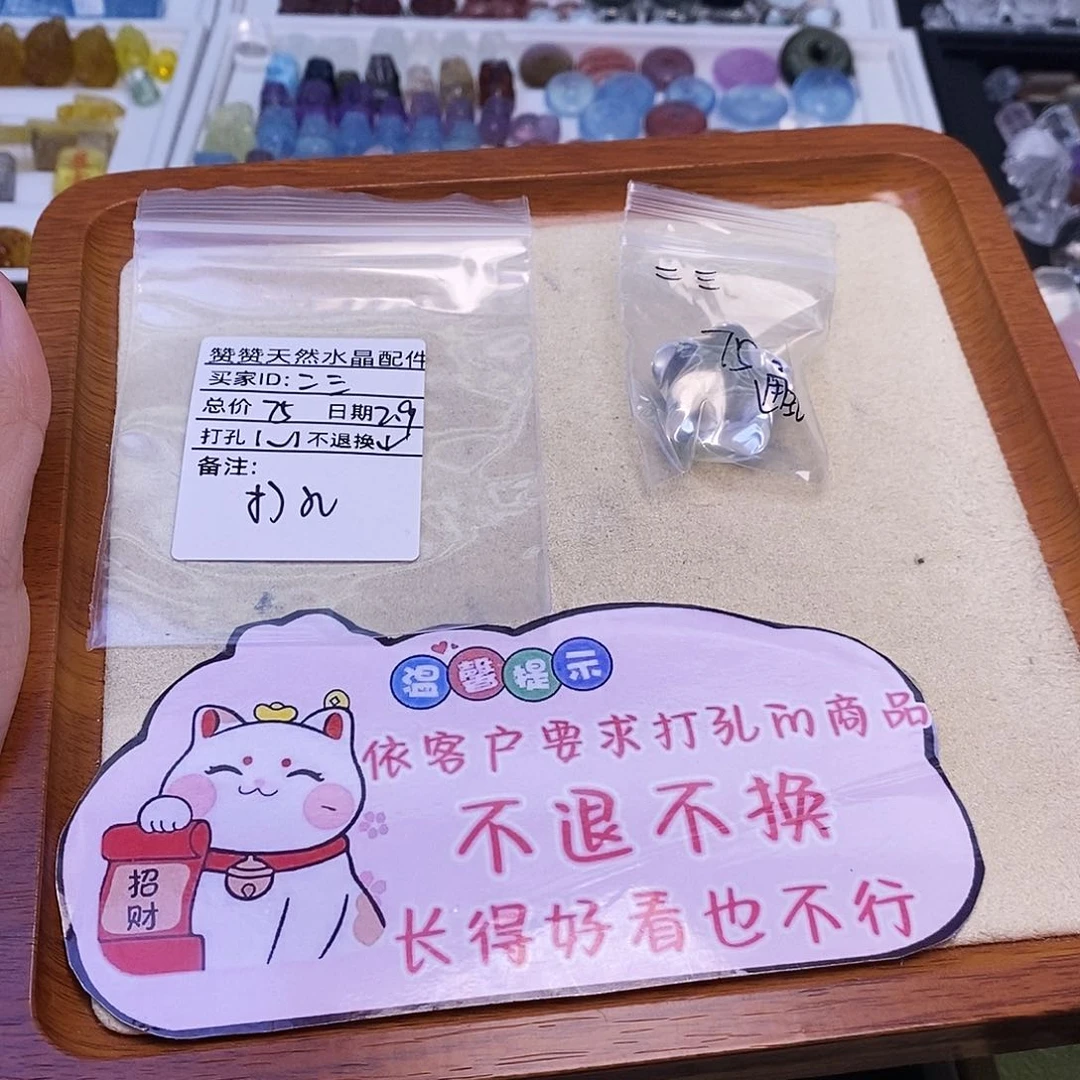 赞赞天然水晶配件
买家ID:二三
总价 75 日期2.9
打孔【✓】不退换✓
备注:
打孔
二三
75
温馨提示
依客户要求打孔的商品
不退不换
长得好看也不行
招
财